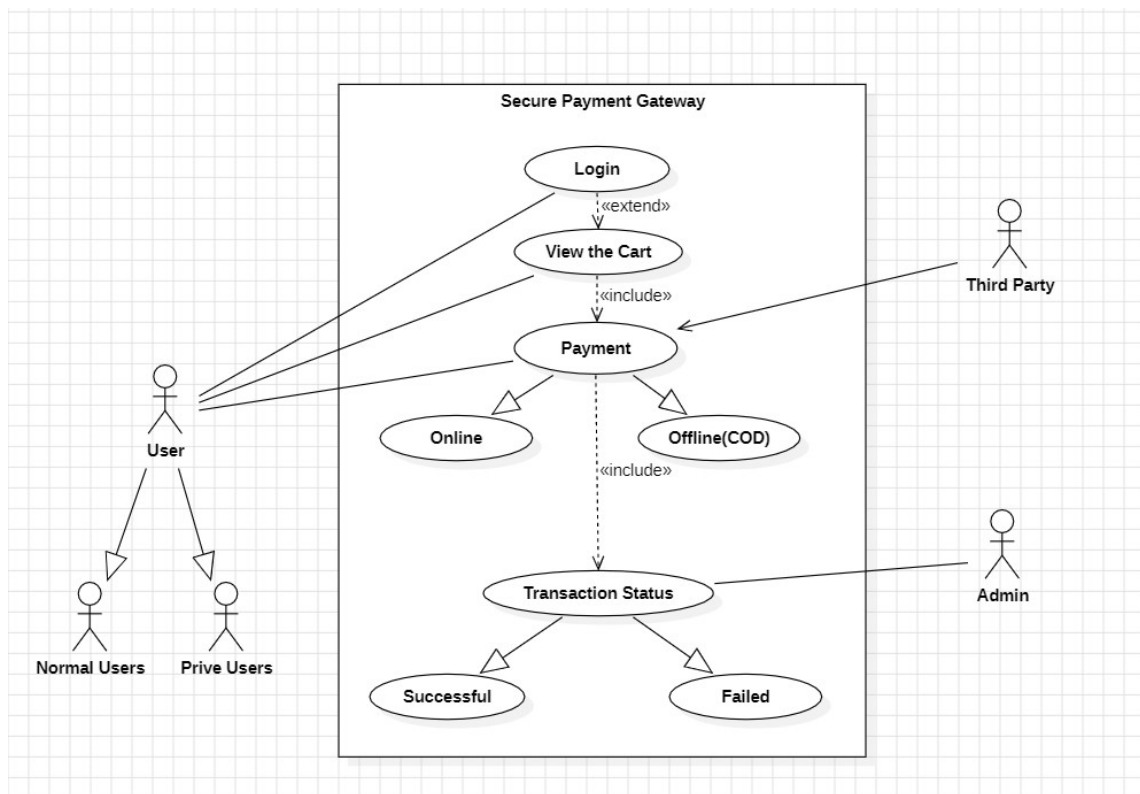 Secure Payment Gateway
Login
«extend»
View the Cart
«include»
Third Party
Payment
Online
Offline(COD)
User
«include»
Transaction Status
Admin
Normal Users
Prive Users
Successful
Failed